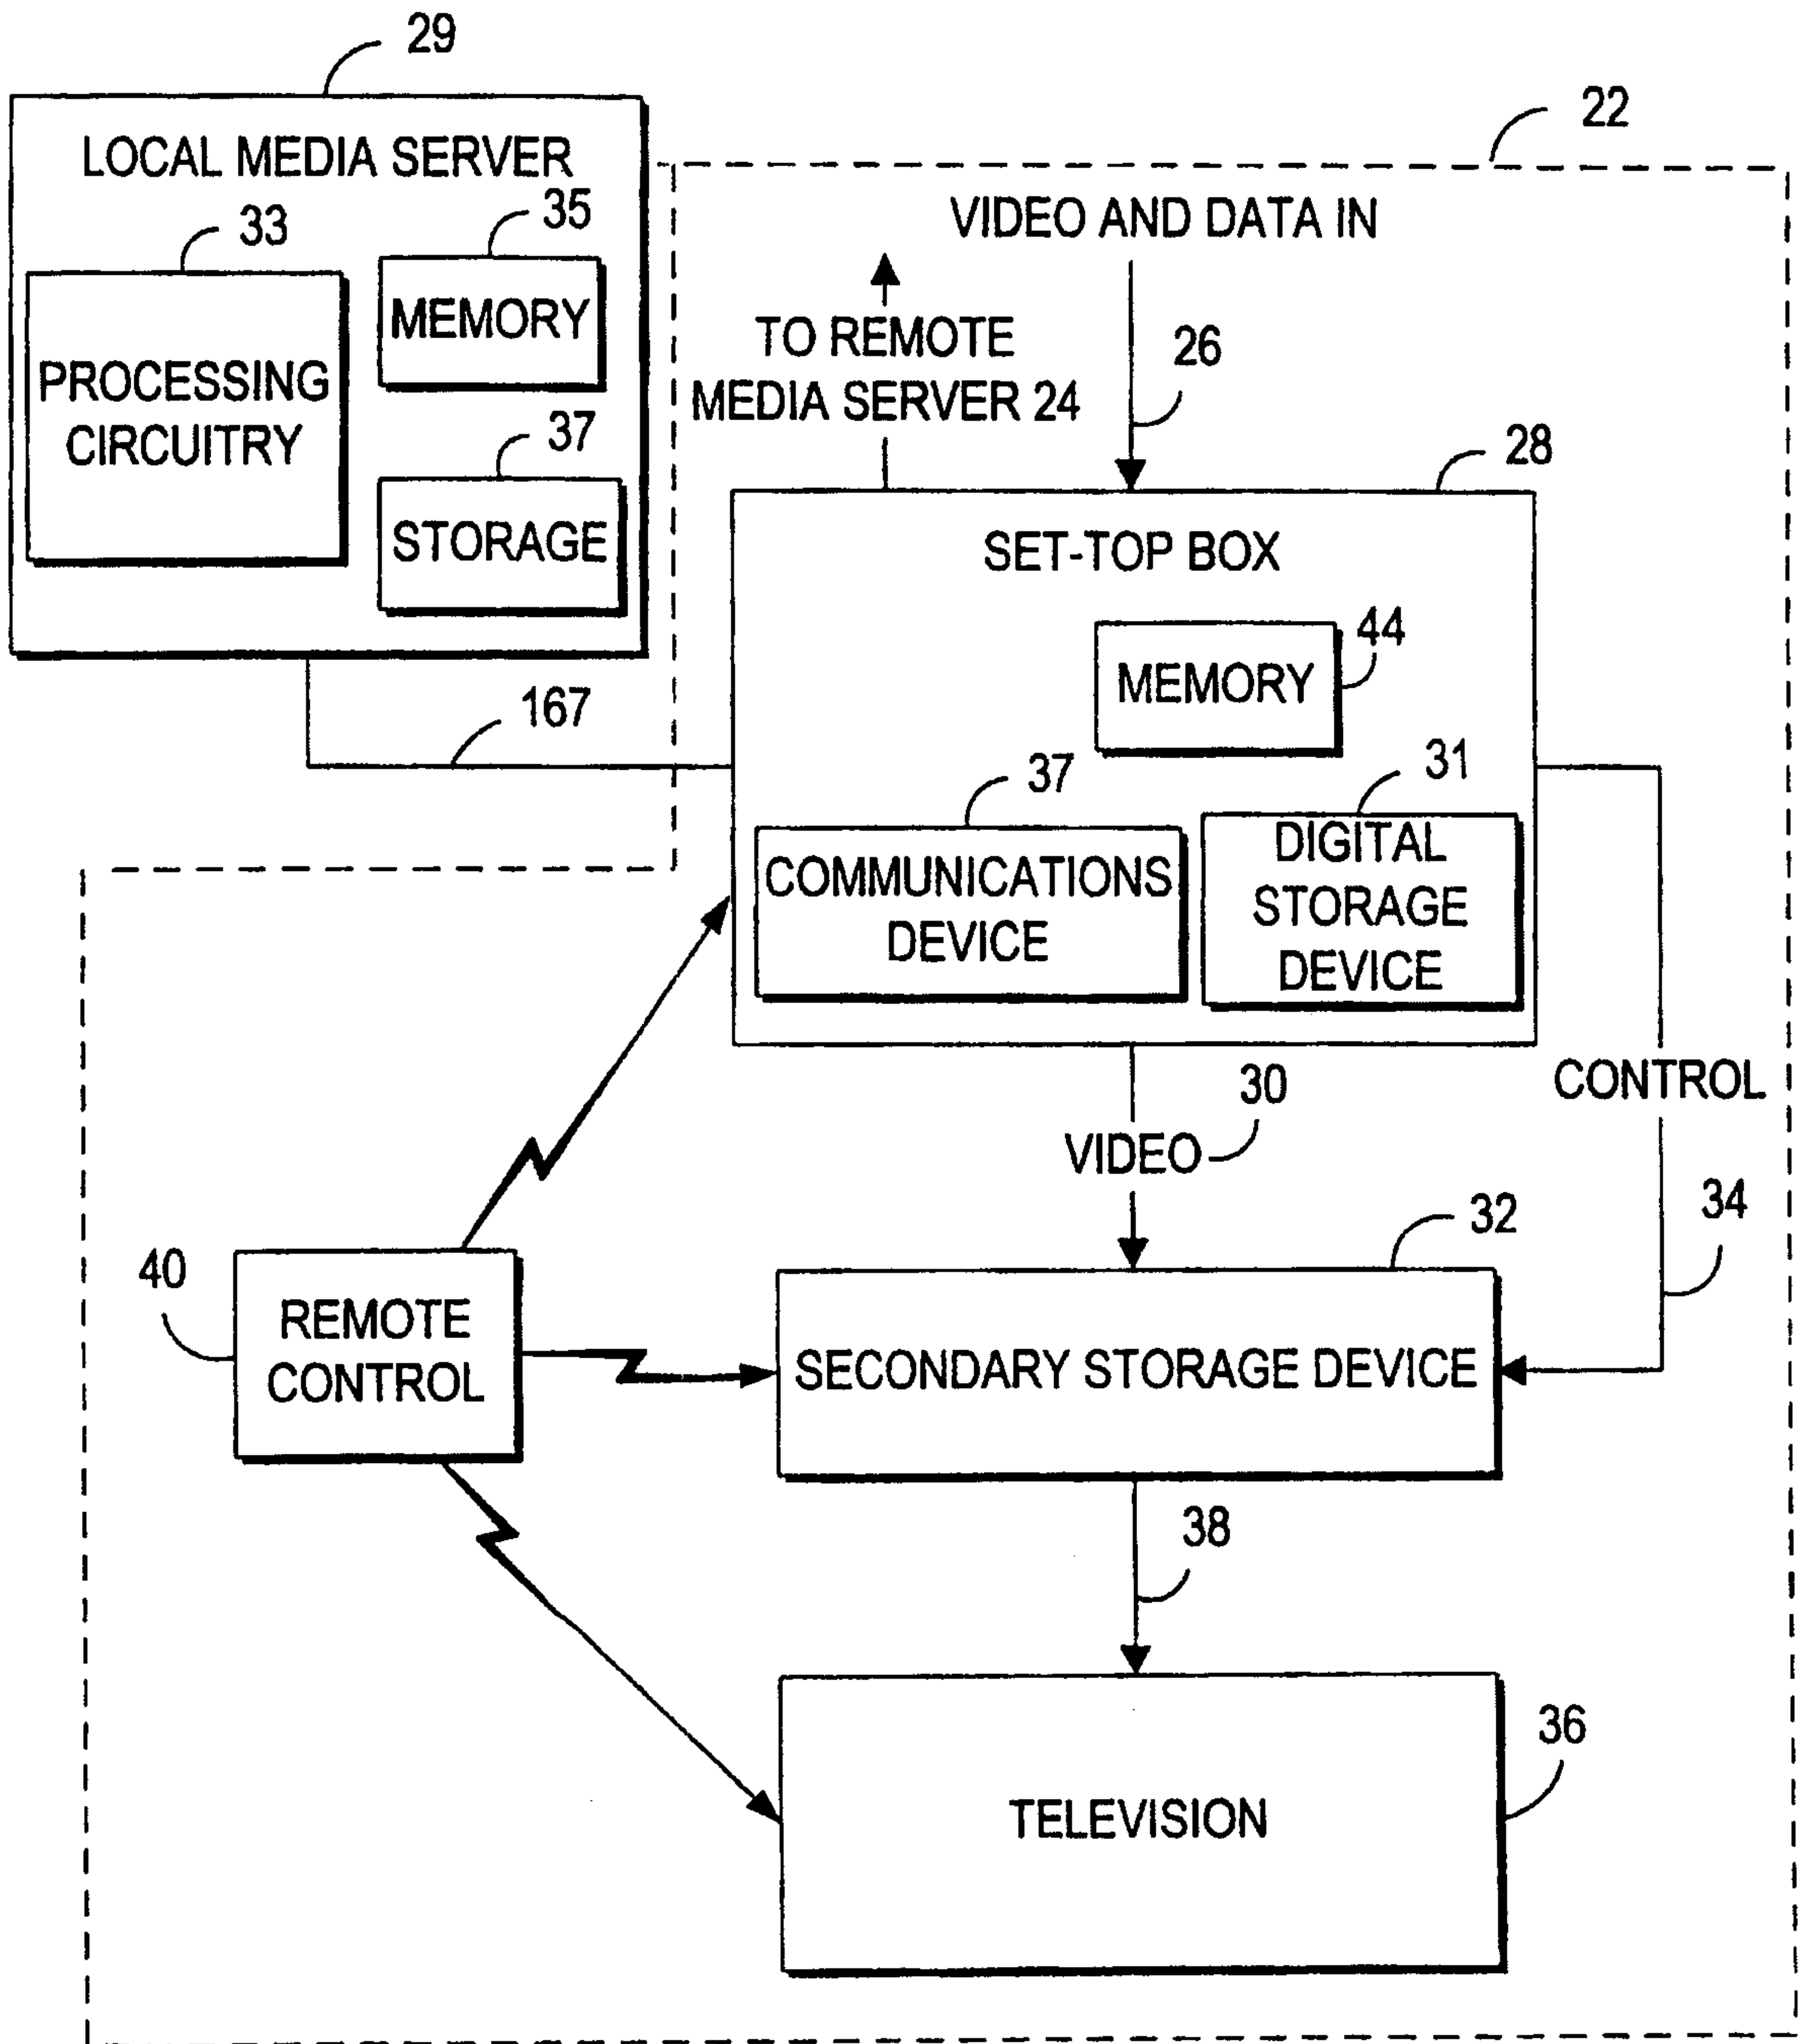 29
22
LOCAL MEDIA SERVER
33
35
PROCESSING
CIRCUITRY
MEMORY
37
STORAGE
VIDEO AND DATA IN
TO REMOTE
MEDIA SERVER 24
26
28
SET-TOP BOX
44
MEMORY
167
37
31
COMMUNICATIONS
DEVICE
DIGITAL
STORAGE
DEVICE
30
CONTROL
VIDEO
34
32
40
REMOTE
CONTROL
SECONDARY STORAGE DEVICE
38
36
TELEVISION